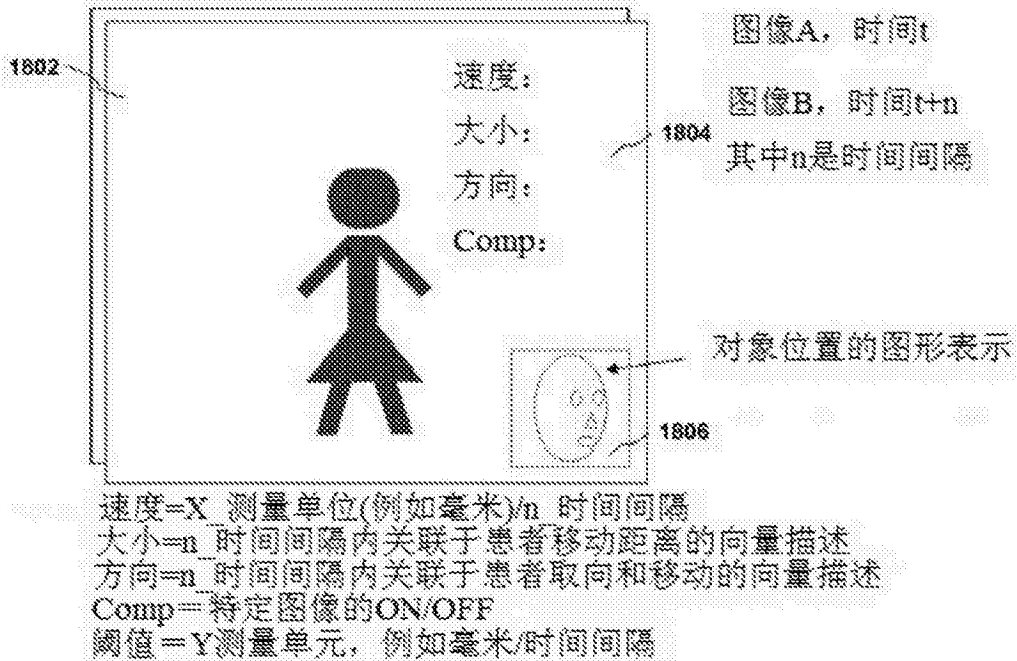 1802
速度：
大小：
方向：
Comp：
图像A，时间t
图像B，时间t+n
其中n是时间间隔
1804
对象位置的图形表示
1806
速度=X_测量单位(例如毫米)/n_时间间隔
大小=n_时间间隔内关联于患者移动距离的向量描述
方向=n_时间间隔内关联于患者取向和移动的向量描述
Comp＝特定图像的ON/OFF
阈值＝Y测量单元，例如毫米/时间间隔